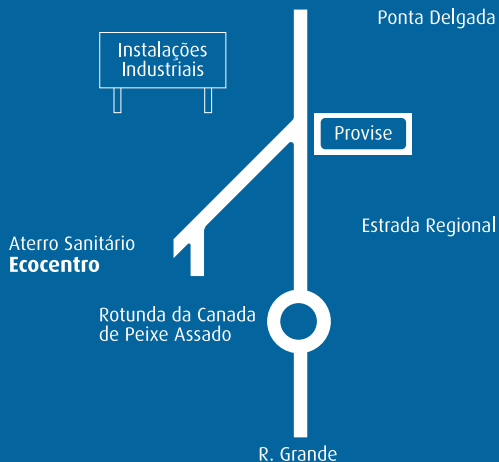 Ponta Delgada
Instalações
Industriais
Provise
Estrada Regional
Aterro Sanitário
Ecocentro
Rotunda da Canada
de Peixe Assado
R. Grande